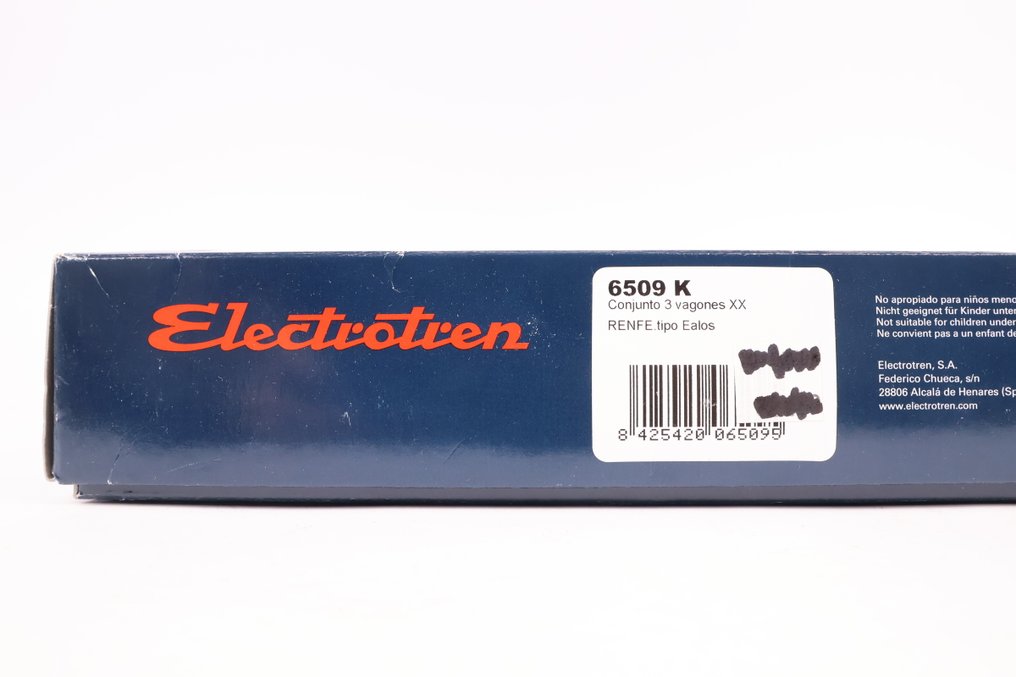 Electrotren
6509 K
Conjunto 3 vagones XX
RENFE.tipo Ealos
8 425420 065095
No apropiado para niños meno
Nicht geeignet für Kinder unter
Not suitable for children under
Ne convient pas a un enfant de
Electrotren, S.A.
Federico Chueca, s/n
28806 Alcalá de Henares (Sp
www.electrotren.com